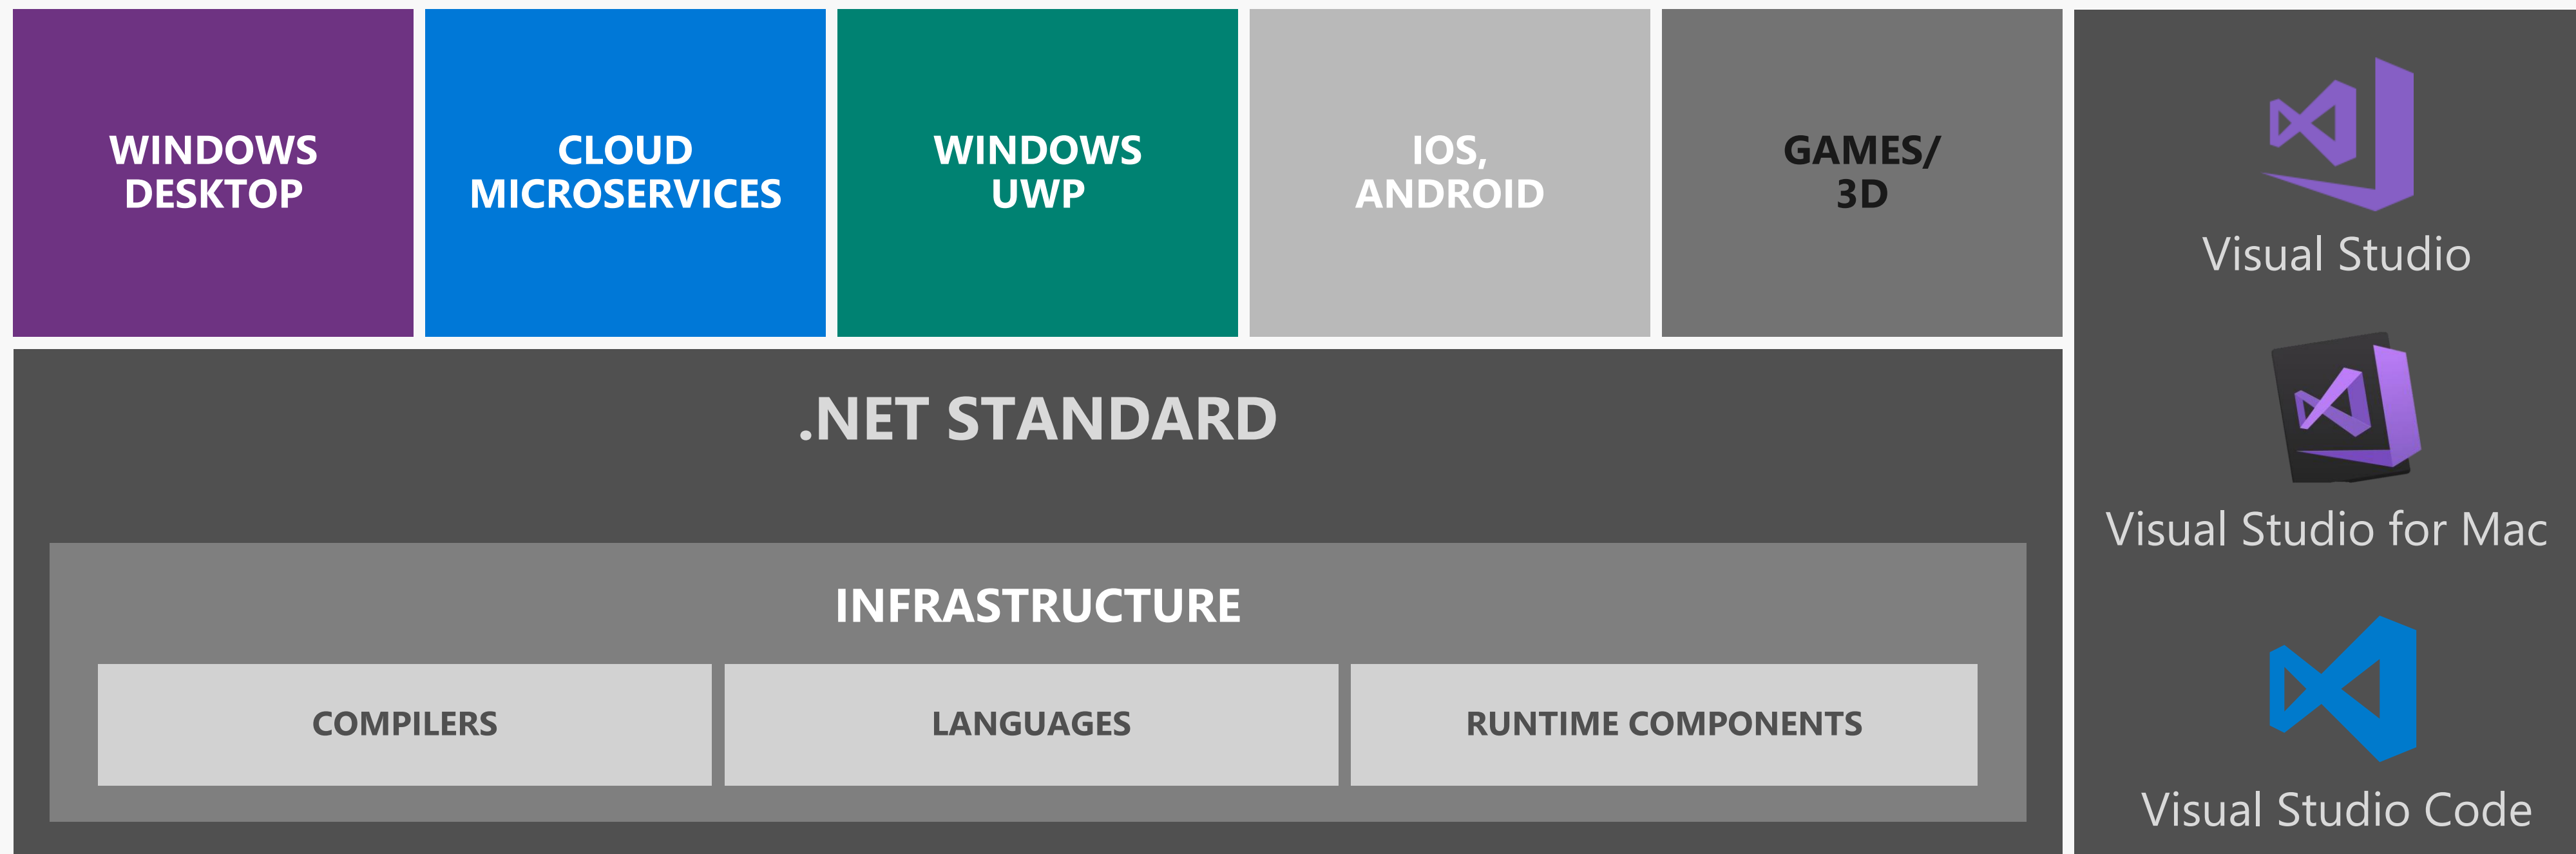 WINDOWS
DESKTOP
CLOUD
MICROSERVICES
WINDOWS
UWP
IOS,
ANDROID
GAMES/
3D
.NET STANDARD
INFRASTRUCTURE
COMPILERS
LANGUAGES
RUNTIME COMPONENTS
Visual Studio
Visual Studio for Mac
Visual Studio Code